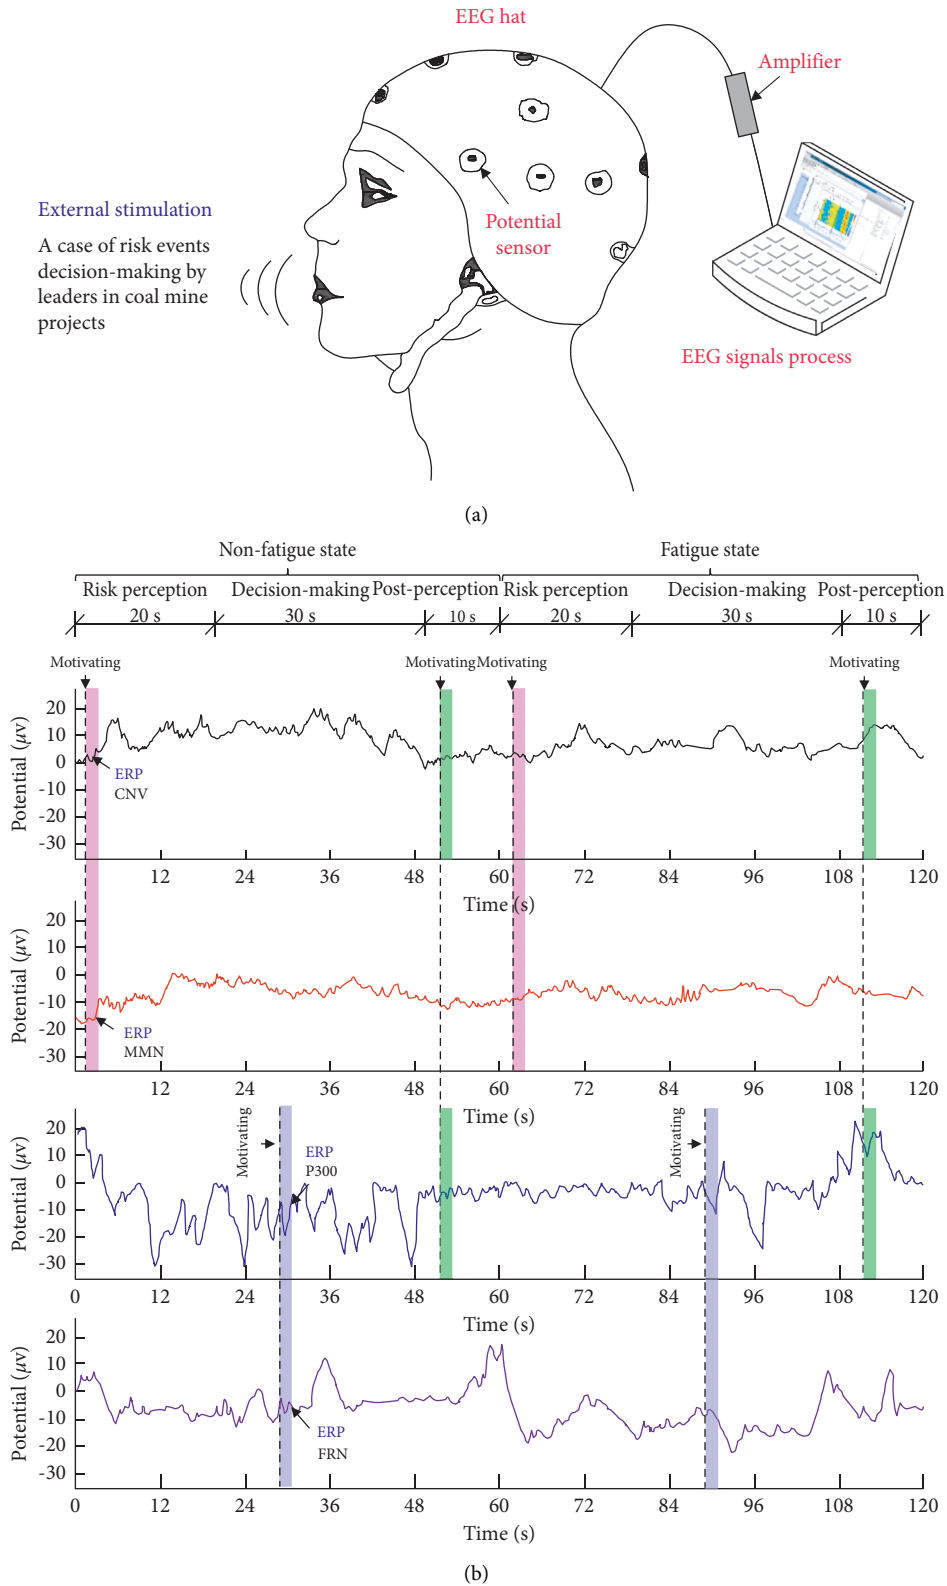 EEG hat
Amplifier
External stimulation
A case of risk events
decision-making by
leaders in coal mine
projects
Potential
sensor
EEG signals process
(a)
Non-fatigue state
Fatigue state
Risk perception
Decision-making
Post-perception
Risk perception
Decision-making
Post-perception
20 s
30 s
10 s
20 s
30 s
10 s
Motivating
Motivating
Motivating
Motivating
Potential (μv)
20
10
0
-10
-20
-30
ERP
CNV
12
24
36
48
60
72
84
96
108
120
Time (s)
Potential (μv)
20
10
0
-10
-20
-30
ERP
MMN
12
24
36
48
60
72
84
96
108
120
Time (s)
Potential (μv)
20
10
0
-10
-20
-30
Motivating
ERP
P300
Motivating
0
12
24
36
48
60
72
84
96
108
120
Time (s)
Potential (μv)
20
10
0
-10
-20
-30
ERP
FRN
0
12
24
36
48
60
72
84
96
108
120
Time (s)
(b)